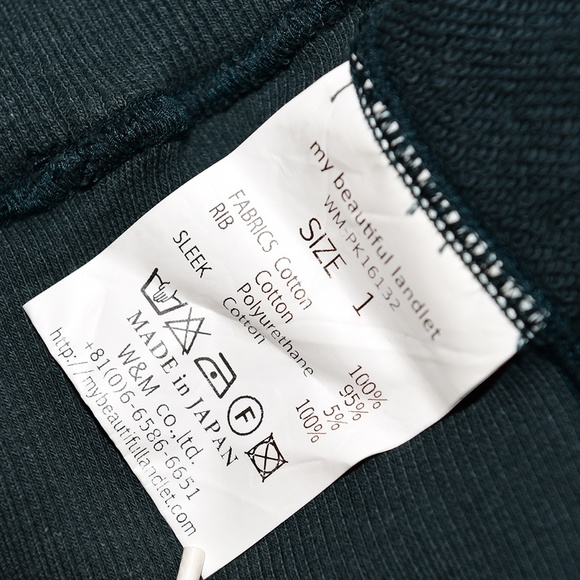 my beautiful landlet
WM-PK16132
SIZE 1
FABRICS Cotton 100%
RIB Cotton 95%
Polyurethane 5%
SLEEK Cotton 100%
F
MADE in JAPAN
W&M co.,ltd.
+81(0)6-6586-6651
http://mybeautifullandlet.com